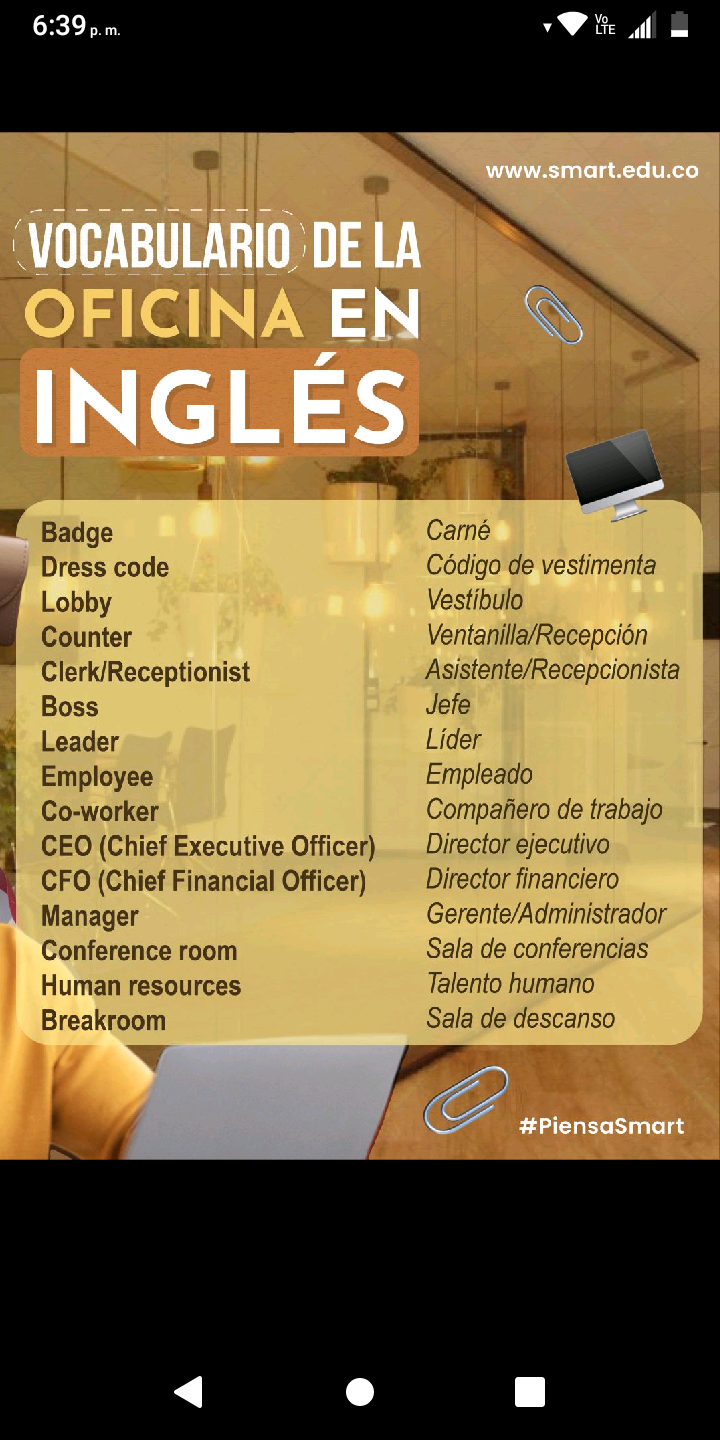 6:39 p. m.
Vo
LTE
www.smart.edu.co
VOCABULARIO DE LA
OFICINA EN
INGLÉS
Badge Carné
Dress code Código de vestimenta
Lobby Vestíbulo
Counter Ventanilla/Recepción
Clerk/Receptionist Asistente/Recepcionista
Boss Jefe
Leader Líder
Employee Empleado
Co-worker Compañero de trabajo
CEO (Chief Executive Officer) Director ejecutivo
CFO (Chief Financial Officer) Director financiero
Manager Gerente/Administrador
Conference room Sala de conferencias
Human resources Talento humano
Breakroom Sala de descanso
#PiensaSmart